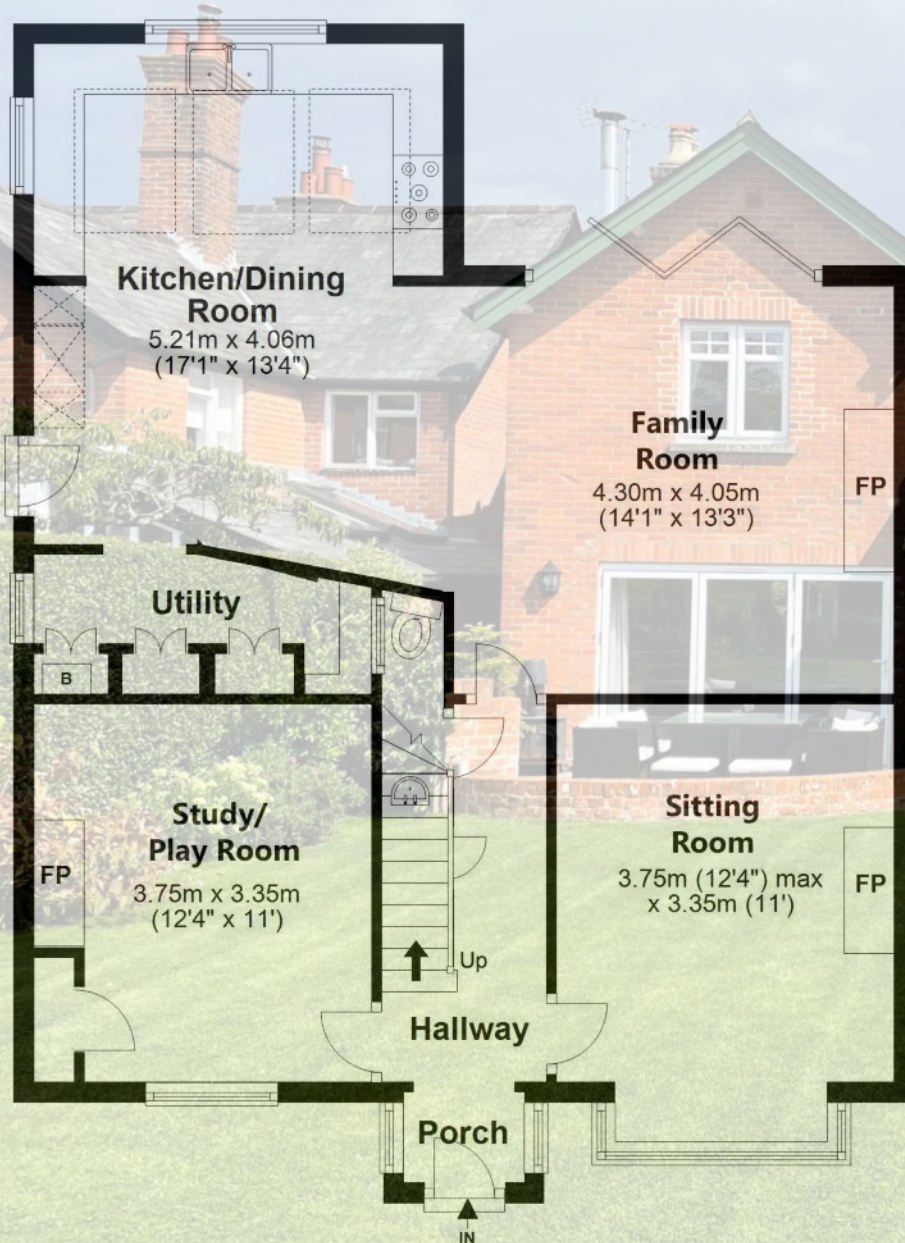 Kitchen/Dining
Room
5.21m x 4.06m
(17'1" x 13'4")
Family
Room
4.30m x 4.05m
(14'1" x 13'3")
FP
Utility
B
Study/
Play Room
3.75m x 3.35m
(12'4" x 11')
FP
Sitting
Room
3.75m (12'4") max
x 3.35m (11')
FP
Up
Hallway
Porch
IN